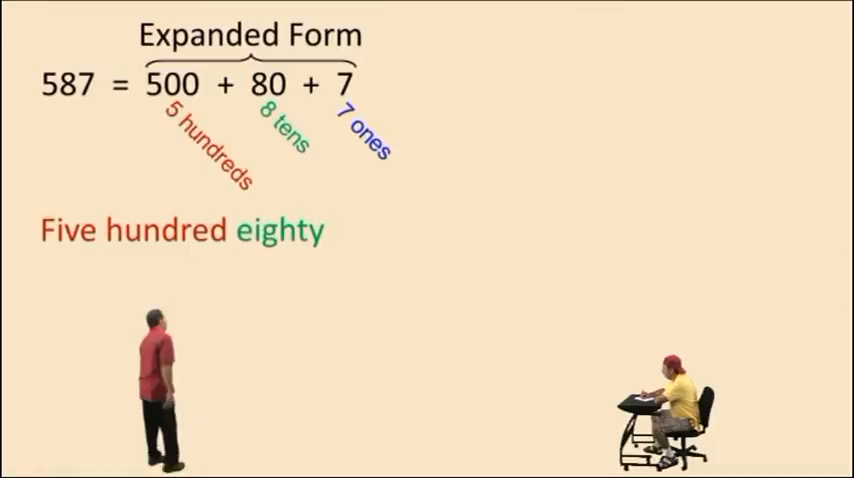 Expanded Form
587 = 500 + 80 + 7
5 hundreds
8 tens
7 ones
Five hundred eighty